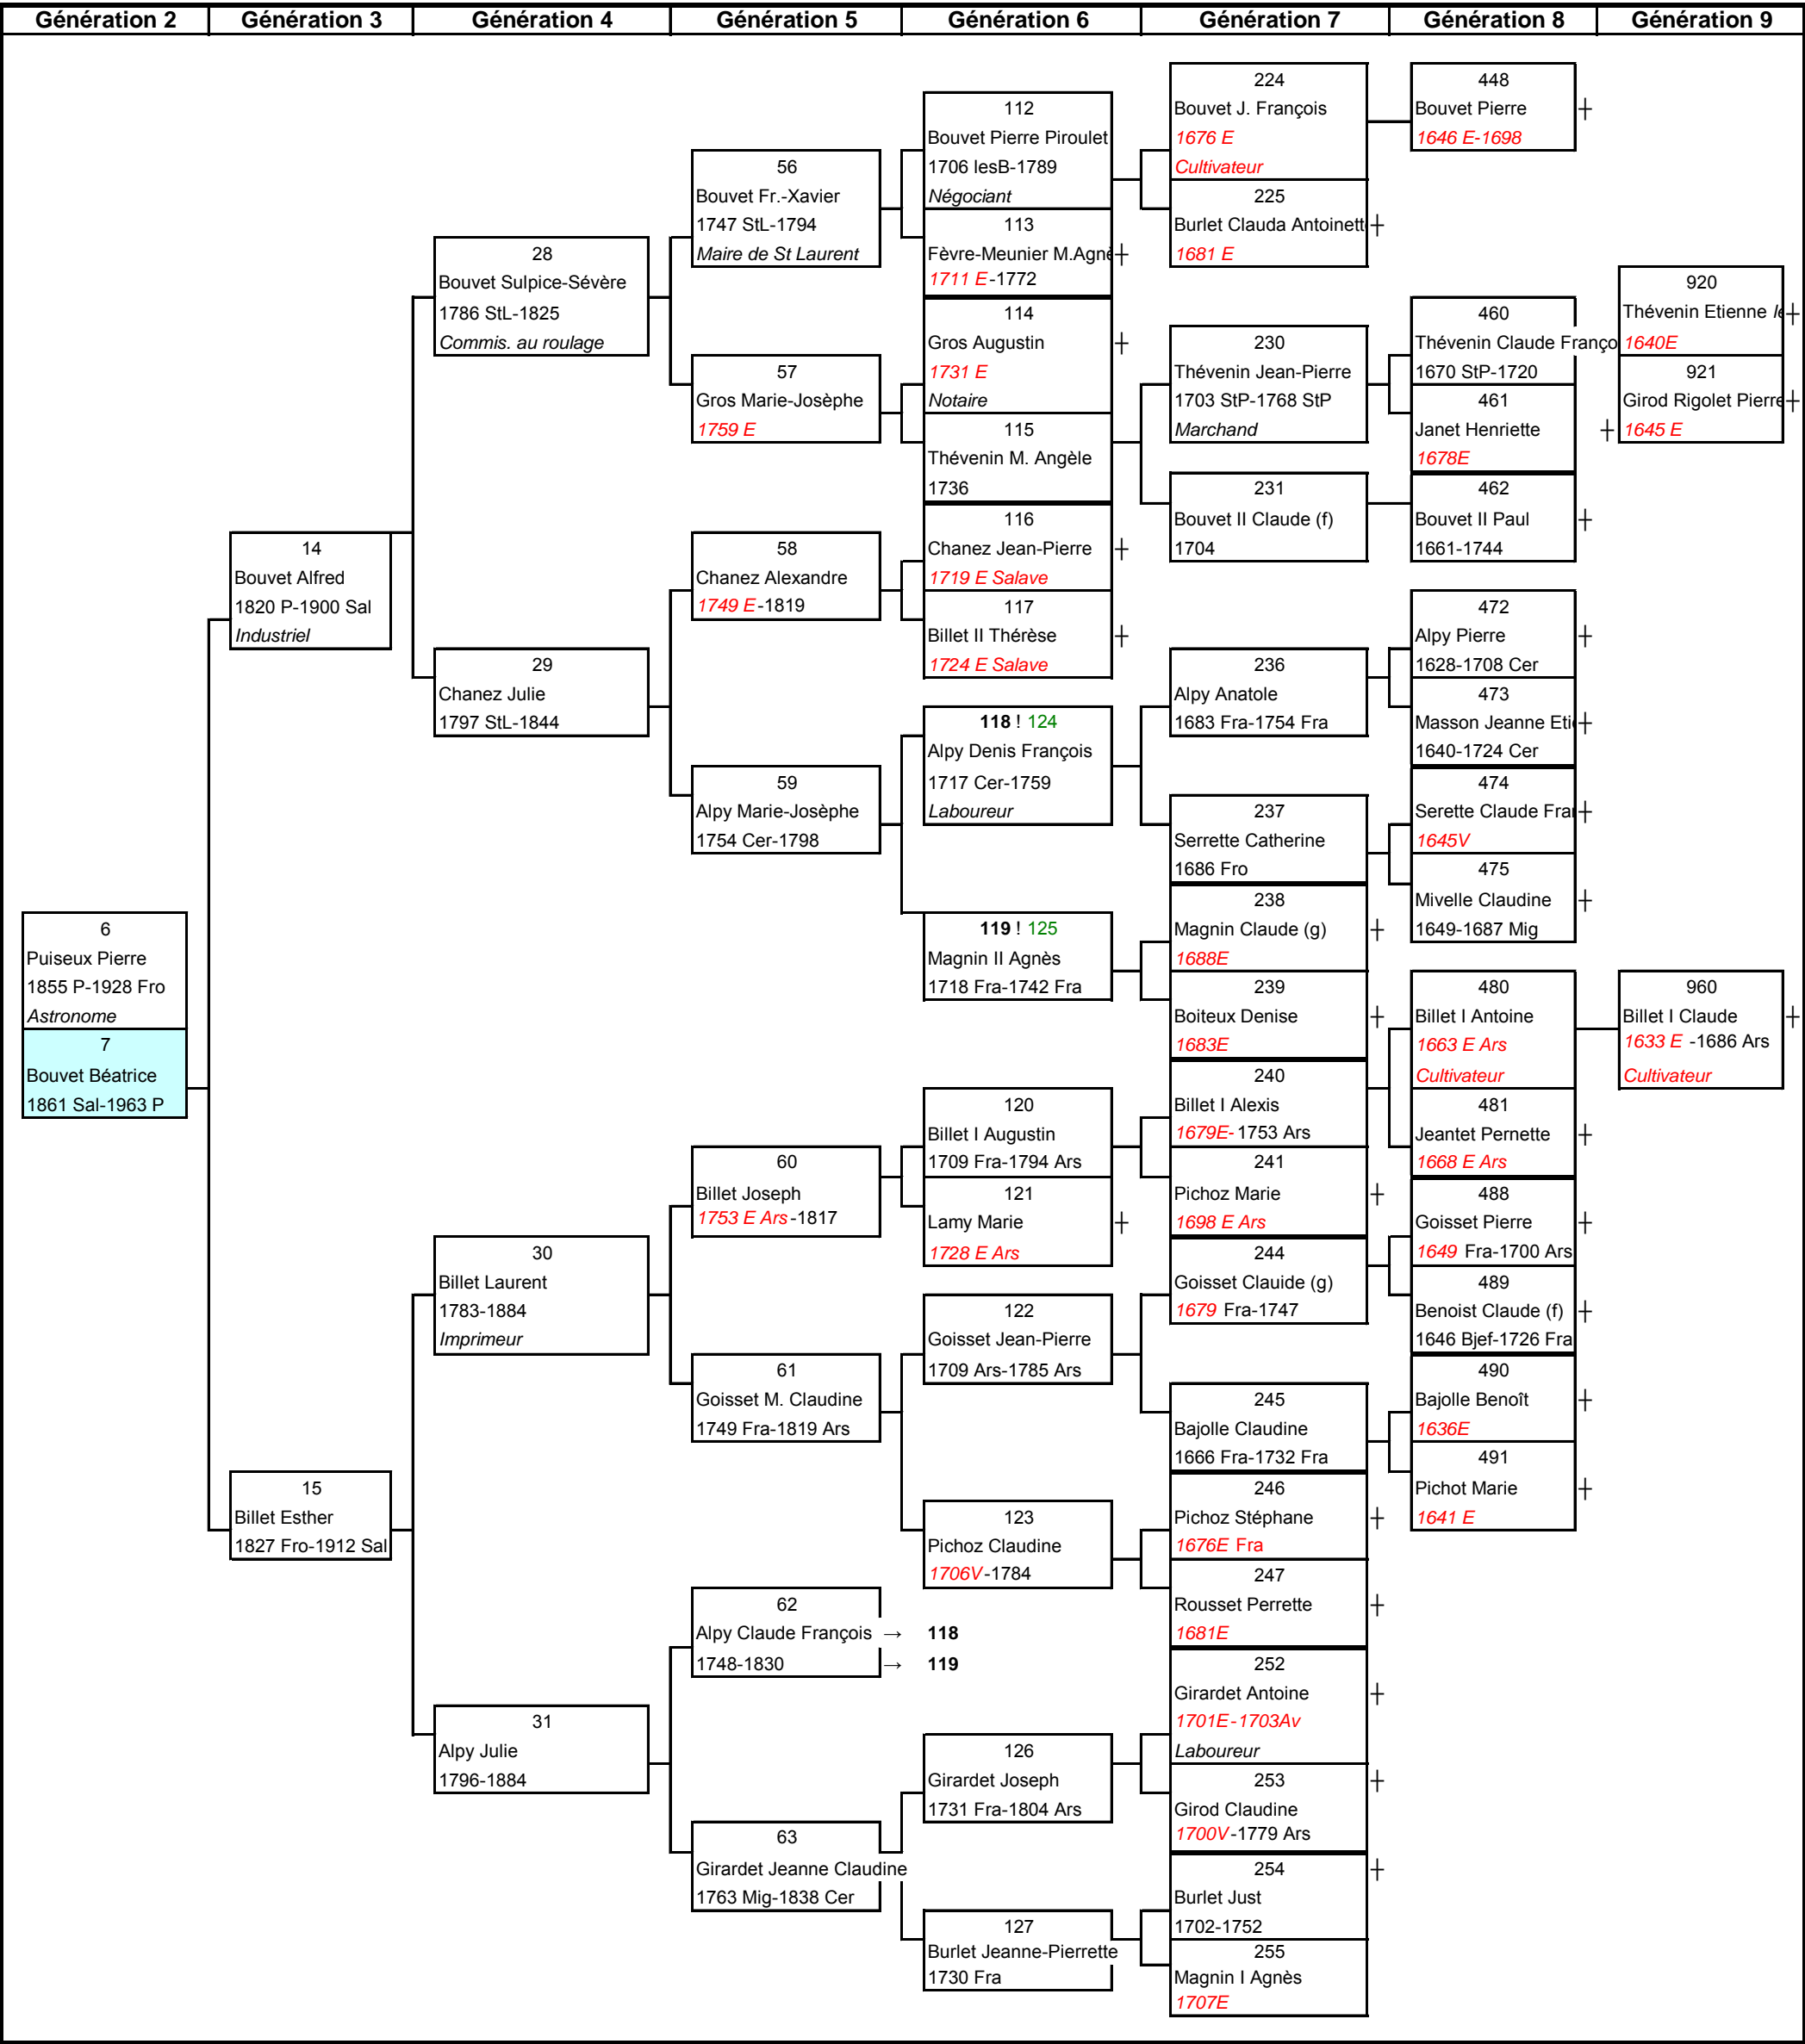 Génération 2 Génération 3 Génération 4 Génération 5 Génération 6 Génération 7 Génération 8 Génération 9
6
Puiseux Pierre
1855 P-1928 Fro
Astronome
7
Bouvet Béatrice
1861 Sal-1963 P
14
Bouvet Alfred
1820 P-1900 Sal
Industriel
15
Billet Esther
1827 Fro-1912 Sal
28
Bouvet Sulpice-Sévère
1786 StL-1825
Commis. au roulage
29
Chanez Julie
1797 StL-1844
30
Billet Laurent
1783-1884
Imprimeur
31
Alpy Julie
1796-1884
56
Bouvet Fr.-Xavier
1747 StL-1794
Maire de St Laurent
57
Gros Marie-Josèphe
1759 E
58
Chanez Alexandre
1749 E-1819
59
Alpy Marie-Josèphe
1754 Cer-1798
60
Billet Joseph
1753 E Ars-1817
61
Goisset M. Claudine
1749 Fra-1819 Ars
62
Alpy Claude François → 118
1748-1830 → 119
63
Girardet Jeanne Claudine
1763 Mig-1838 Cer
112
Bouvet Pierre Piroulet
1706 lesB-1789
Négociant
113
Fèvre-Meunier M.Agnè
1711 E-1772
114
Gros Augustin
1731 E
Notaire
115
Thévenin M. Angèle
1736
116
Chanez Jean-Pierre
1719 E Salave
117
Billet II Thérèse
1724 E Salave
118 ! 124
Alpy Denis François
1717 Cer-1759
Laboureur
119 ! 125
Magnin II Agnès
1718 Fra-1742 Fra
120
Billet I Augustin
1709 Fra-1794 Ars
121
Lamy Marie
1728 E Ars
122
Goisset Jean-Pierre
1709 Ars-1785 Ars
123
Pichoz Claudine
1706V-1784
126
Girardet Joseph
1731 Fra-1804 Ars
127
Burlet Jeanne-Pierrette
1730 Fra
224
Bouvet J. François
1676 E
Cultivateur
225
Burlet Clauda Antoinett
1681 E
230
Thévenin Jean-Pierre
1703 StP-1768 StP
Marchand
231
Bouvet II Claude (f)
1704
236
Alpy Anatole
1683 Fra-1754 Fra
237
Serrette Catherine
1686 Fro
238
Magnin Claude (g)
1688E
239
Boiteux Denise
1683E
240
Billet I Alexis
1679E-1753 Ars
241
Pichoz Marie
1698 E Ars
244
Goisset Clauide (g)
1679 Fra-1747
245
Bajolle Claudine
1666 Fra-1732 Fra
246
Pichoz Stéphane
1676E Fra
247
Rousset Perrette
1681E
252
Girardet Antoine
1701E-1703Av
Laboureur
253
Girod Claudine
1700V-1779 Ars
254
Burlet Just
1702-1752
255
Magnin I Agnès
1707E
448
Bouvet Pierre
1646 E-1698
460
Thévenin Claude Franço
1670 StP-1720
461
Janet Henriette
1678E
462
Bouvet II Paul
1661-1744
472
Alpy Pierre
1628-1708 Cer
473
Masson Jeanne Eti
1640-1724 Cer
474
Serette Claude Fra
1645V
475
Mivelle Claudine
1649-1687 Mig
480
Billet I Antoine
1663 E Ars
Cultivateur
481
Jeantet Pernette
1668 E Ars
488
Goisset Pierre
1649 Fra-1700 Ars
489
Benoist Claude (f)
1646 Bjef-1726 Fra
490
Bajolle Benoît
1636E
491
Pichot Marie
1641 E
920
Thévenin Etienne
1640E
921
Girod Rigolet Pierre
1645 E
960
Billet I Claude
1633 E -1686 Ars
Cultivateur